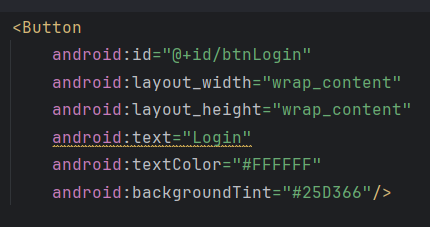 <Button
android:id="@+id/btnLogin"
android:layout_width="wrap_content"
android:layout_height="wrap_content"
android:text="Login"
android:textColor="#FFFFFF"
android:backgroundTint="#25D366"/>